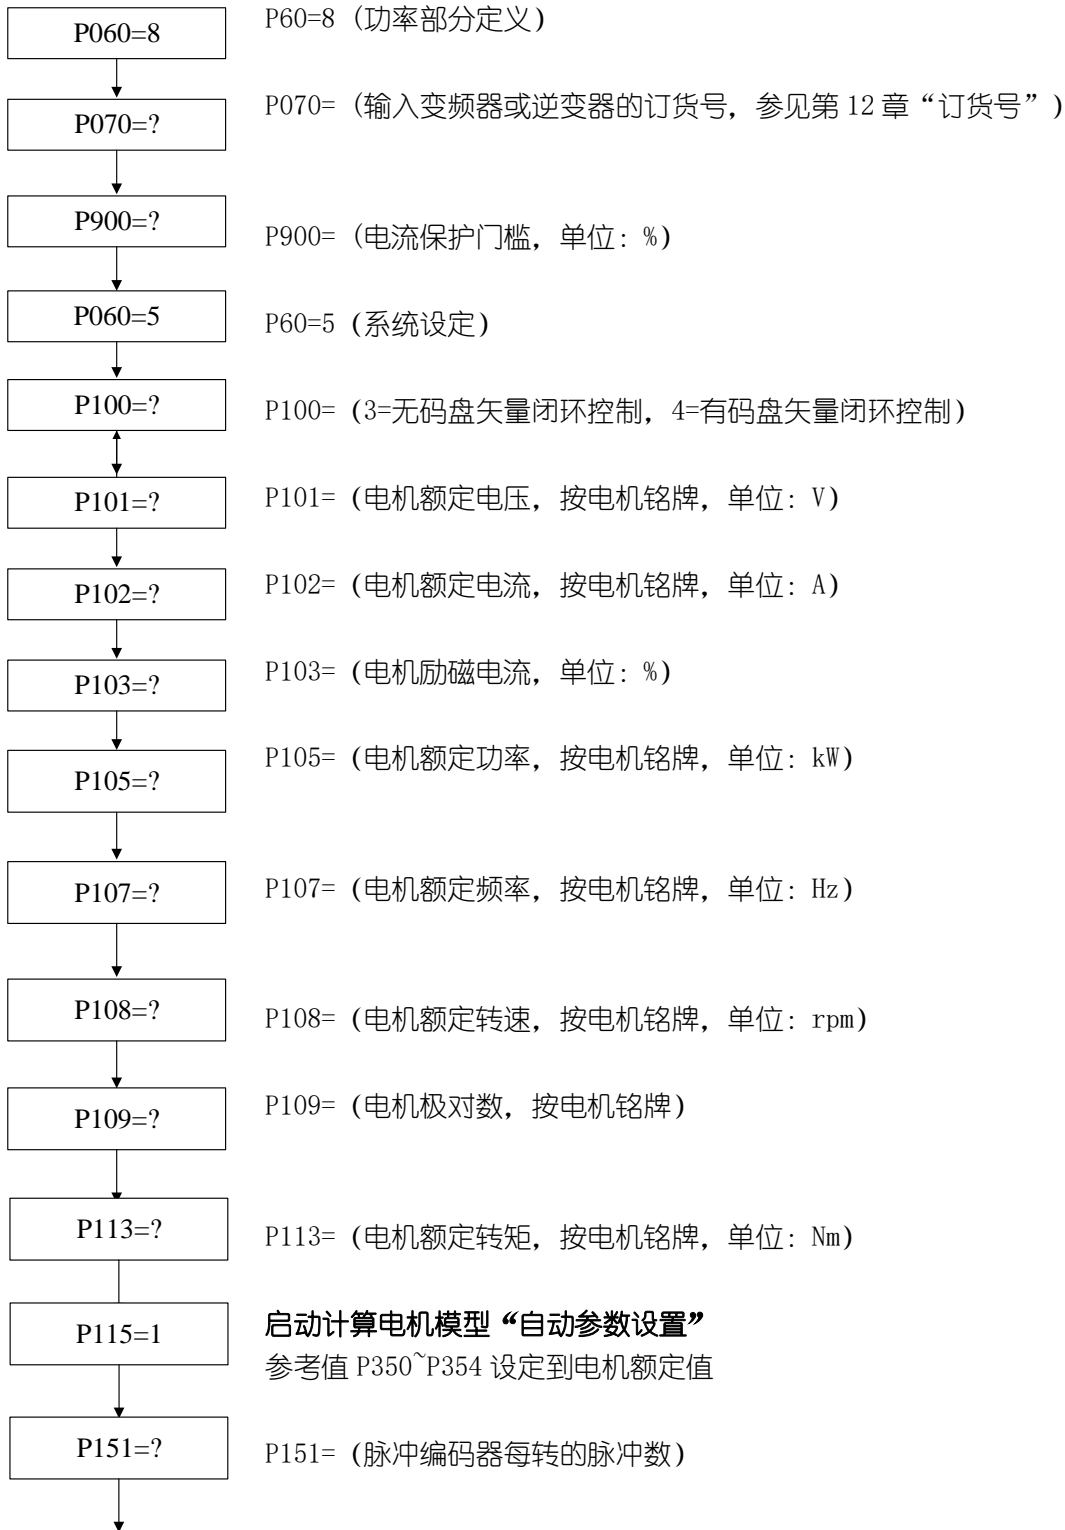 P060=8
P60=8 (功率部分定义)
P070=?
P070= (输入变频器或逆变器的订货号，参见第 12 章“订货号”)
P900=?
P900= (电流保护门槛，单位：%)
P060=5
P60=5 (系统设定)
P100=?
P100= (3=无码盘矢量闭环控制，4=有码盘矢量闭环控制)
P101=?
P101= (电机额定电压，按电机铭牌，单位：V)
P102=?
P102= (电机额定电流，按电机铭牌，单位：A)
P103=?
P103= (电机励磁电流，单位：%)
P105=?
P105= (电机额定功率，按电机铭牌，单位：kW)
P107=?
P107= (电机额定频率，按电机铭牌，单位：Hz)
P108=?
P108= (电机额定转速，按电机铭牌，单位：rpm)
P109=?
P109= (电机极对数，按电机铭牌)
P113=?
P113= (电机额定转矩，按电机铭牌，单位：Nm)
P115=1
启动计算电机模型“自动参数设置”
参考值 P350~P354 设定到电机额定值
P151=?
P151= (脉冲编码器每转的脉冲数)